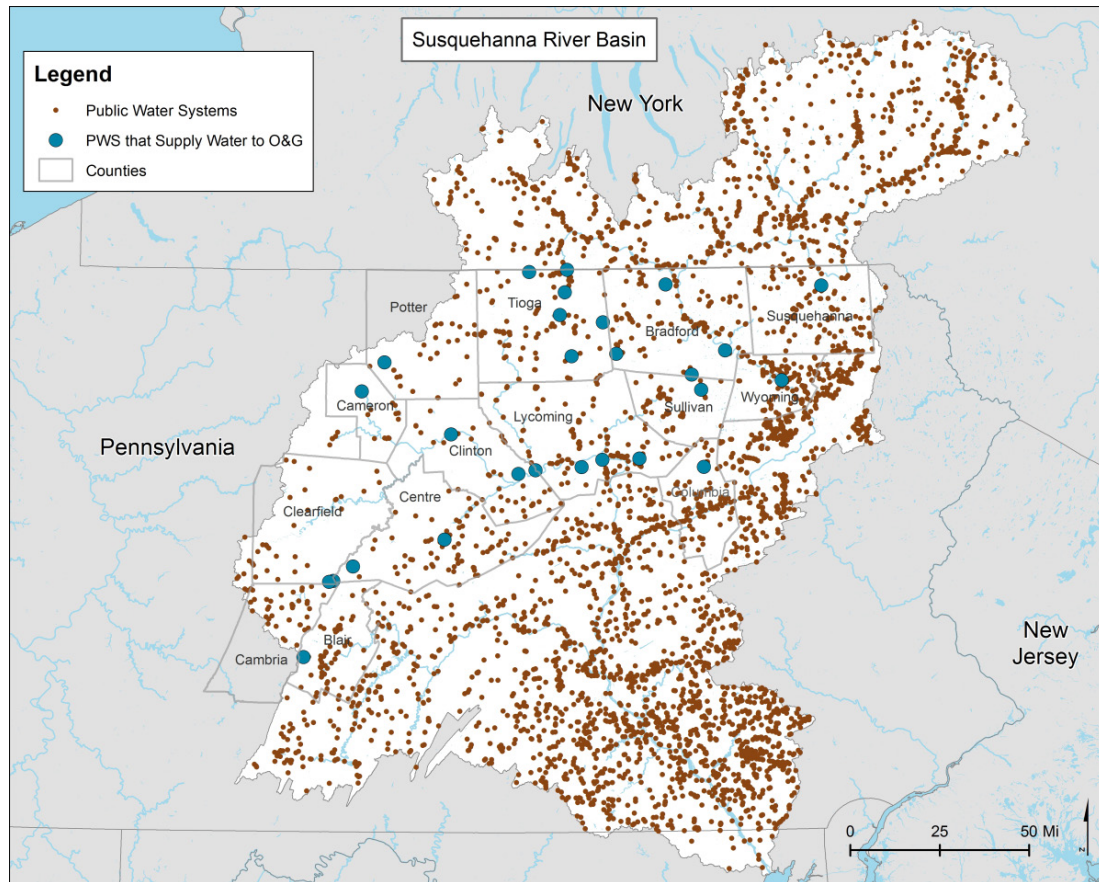 Susquehanna River Basin
Legend
Public Water Systems
PWS that Supply Water to O&G
Counties
New York
Potter
Tioga
Bradford
Susquehanna
Cameron
Lycoming
Sullivan
Wyoming
Pennsylvania
Clinton
Centre
Columbia
Clearfield
Blair
Cambria
New
Jersey
0 25 50 Mi
N